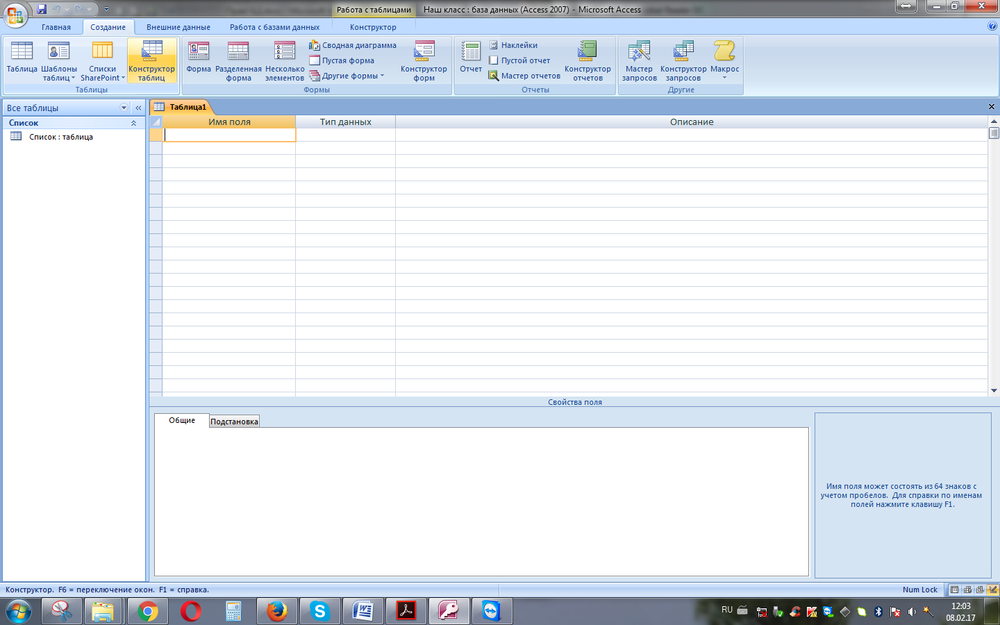 Работа с таблицами
Наш класс : база данных (Access 2007) - Microsoft Access
Главная
Создание
Внешние данные
Работа с базами данных
Конструктор
Таблица
Шаблоны таблиц
Списки SharePoint
Конструктор таблиц
Таблицы
Форма
Разделенная форма
Несколько элементов
Сводная диаграмма
Пустая форма
Другие формы
Конструктор форм
Формы
Отчет
Наклейки
Пустой отчет
Мастер отчетов
Конструктор отчетов
Отчеты
Мастер запросов
Конструктор запросов
Макрос
Другие
Все таблицы
Список
Список : таблица
Таблица1
Имя поля
Тип данных
Описание
Свойства поля
Общие
Подстановка
Имя поля может состоять из 64 знаков с
учетом пробелов. Для справки по именам
полей нажмите клавишу F1.
Конструктор. F6 = переключение окон. F1 = справка.
Num Lock
RU
12:03
08.02.17